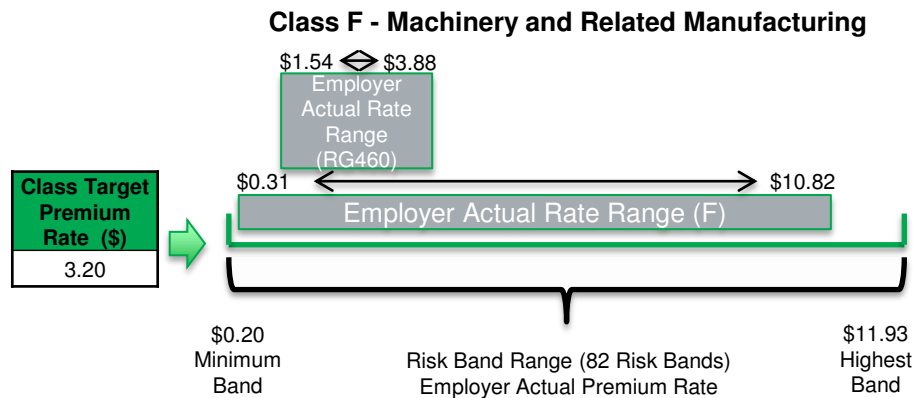 Class F - Machinery and Related Manufacturing
$1.54 $3.88
Employer
Actual Rate
Range
(RG460)
$0.31 $10.82
Employer Actual Rate Range (F)
Class Target
Premium
Rate ($)
3.20
$0.20
Minimum
Band
Risk Band Range (82 Risk Bands)
Employer Actual Premium Rate
$11.93
Highest
Band